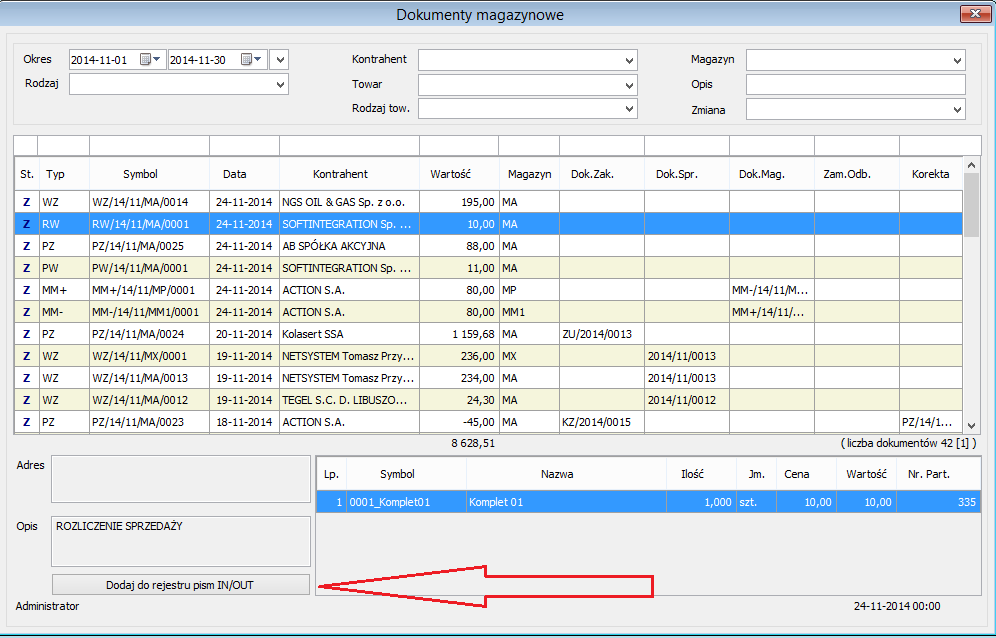 Dokumenty magazynowe
Okres 2014-11-01 2014-11-30 Kontrahent Magazyn
Rodzaj Towar Opis
Rodzaj tow. Zmiana
St. Typ Symbol Data Kontrahent Wartość Magazyn Dok.Zak. Dok.Spr. Dok.Mag. Zam.Odb. Korekta
Z WZ WZ/14/11/MA/0014 24-11-2014 NGS OIL & GAS Sp. z o.o. 195,00 MA
Z RW RW/14/11/MA/0001 24-11-2014 SOFTINTEGRATION Sp. ... 10,00 MA
Z PZ PZ/14/11/MA/0025 24-11-2014 AB SPÓŁKA AKCYJNA 88,00 MA
Z PW PW/14/11/MA/0001 24-11-2014 SOFTINTEGRATION Sp. ... 11,00 MA
Z MM+ MM+/14/11/MP/0001 24-11-2014 ACTION S.A. 80,00 MP MM-/14/11/M...
Z MM- MM-/14/11/MM1/0001 24-11-2014 ACTION S.A. 80,00 MM1 MM+/14/11/...
Z PZ PZ/14/11/MA/0024 20-11-2014 Kolasert SSA 1 159,68 MA ZU/2014/0013
Z WZ WZ/14/11/MX/0001 19-11-2014 NETSYSTEM Tomasz Przy... 236,00 MX 2014/11/0013
Z WZ WZ/14/11/MA/0013 19-11-2014 NETSYSTEM Tomasz Przy... 234,00 MA 2014/11/0013
Z WZ WZ/14/11/MA/0012 19-11-2014 TEGEL S.C. D. LIBUSZO... 24,30 MA 2014/11/0012
Z PZ PZ/14/11/MA/0023 18-11-2014 ACTION S.A. -45,00 MA KZ/2014/0015 PZ/14/1...
8 628,51 ( liczba dokumentów 42 [1] )
Adres
Lp. Symbol Nazwa Ilość Jm. Cena Wartość Nr. Part.
1 0001_Komplet01 Komplet 01 1,000 szt. 10,00 10,00 335
Opis ROZLICZENIE SPRZEDAŻY
Dodaj do rejestru pism IN/OUT
Administrator 24-11-2014 00:00